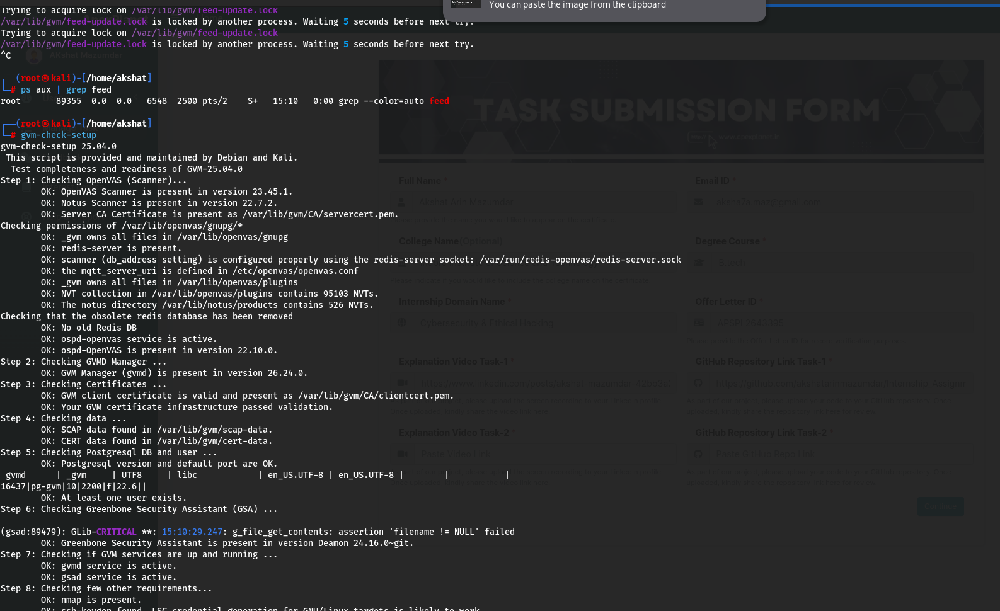 You can paste the image from the clipboard
Trying to acquire lock on /var/lib/gvm/feed-update.lock
/var/lib/gvm/feed-update.lock is locked by another process. Waiting 5 seconds before next try.
Trying to acquire lock on /var/lib/gvm/feed-update.lock
/var/lib/gvm/feed-update.lock is locked by another process. Waiting 5 seconds before next try.
^C
AKshat Mazumdar
┌──(root㉿kali)-[/home/akshat]
└─# ps aux | grep feed
root 89355 0.0 0.0 6548 2500 pts/2 S+ 15:10 0:00 grep --color=auto feed
┌──(root㉿kali)-[/home/akshat]
└─# gvm-check-setup
gvm-check-setup 25.04.0
This script is provided and maintained by Debian and Kali.
Test completeness and readiness of GVM-25.04.0
Step 1: Checking OpenVAS (Scanner)...
OK: OpenVAS Scanner is present in version 23.45.1.
OK: Notus Scanner is present in version 22.7.2.
OK: Server CA Certificate is present as /var/lib/gvm/CA/servercert.pem.
Checking permissions of /var/lib/openvas/gnupg/*
OK: _gvm owns all files in /var/lib/openvas/gnupg
OK: redis-server is present.
OK: scanner (db_address setting) is configured properly using the redis-server socket: /var/run/redis-openvas/redis-server.sock
OK: the mqtt_server_uri is defined in /etc/openvas/openvas.conf
OK: _gvm owns all files in /var/lib/openvas/plugins
OK: NVT collection in /var/lib/openvas/plugins contains 95103 NVTs.
OK: The notus directory /var/lib/notus/products contains 526 NVTs.
Checking that the obsolete redis database has been removed
OK: No old Redis DB
OK: ospd-openvas service is active.
OK: ospd-OpenVAS is present in version 22.10.0.
Step 2: Checking GVMD Manager ...
OK: GVM Manager (gvmd) is present in version 26.24.0.
Step 3: Checking Certificates ...
OK: GVM client certificate is valid and present as /var/lib/gvm/CA/clientcert.pem.
OK: Your GVM certificate infrastructure passed validation.
Step 4: Checking data ...
OK: SCAP data found in /var/lib/gvm/scap-data.
OK: CERT data found in /var/lib/gvm/cert-data.
Step 5: Checking Postgresql DB and user ...
OK: Postgresql version and default port are OK.
gvmd | _gvm | UTF8 | libc | en_US.UTF-8 | en_US.UTF-8 | | |
16437|pg-gvm|10|2200|f|22.6||
OK: At least one user exists.
Step 6: Checking Greenbone Security Assistant (GSA) ...
(gsad:89479): GLib-CRITICAL **: 15:10:29.247: g_file_get_contents: assertion 'filename != NULL' failed
OK: Greenbone Security Assistant is present in version Deamon 24.16.0~git.
Step 7: Checking if GVM services are up and running ...
OK: gvmd service is active.
OK: gsad service is active.
Step 8: Checking few other requirements...
OK: nmap is present.
OK: ssh-keygen found, LSC credential generation for GNU/Linux targets is likely to work.
TASK SUBMISSION FORM
Full Name *
Email ID *
College Name(Optional)
Degree Course *
B.tech
Internship Domain Name *
Offer Letter ID *
Cybersecurity & Ethical Hacking
APSPL2643395
Explanation Video Task-1 *
GitHub Repository Link Task-1 *
Explanation Video Task-2 *
GitHub Repository Link Task-2 *
Paste Video Link
Paste GitHub Repo Link
Continue